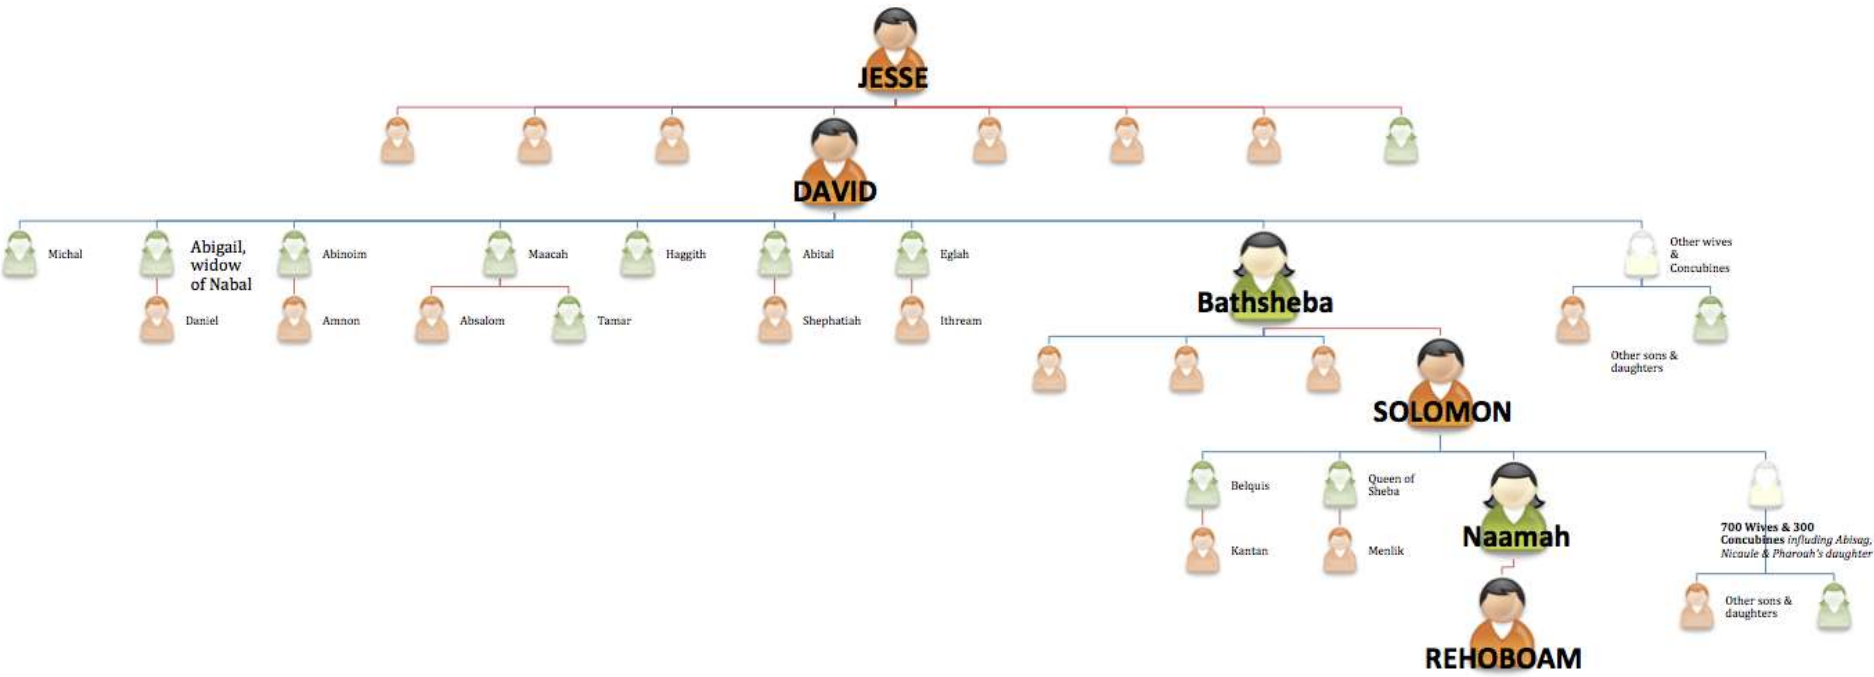 JESSE
DAVID
Michal
Abigail,
widow
of Nabal
Abinoim
Maacah
Haggith
Abital
Eglah
Other wives
&
Concubines
Bathsheba
Daniel
Amnon
Absalom
Tamar
Shephatiah
Ithream
Other sons &
daughters
SOLOMON
Belquis
Queen of
Sheba
Naamah
700 Wives & 300
Concubines influding Abisag,
Nicaule & Pharoah's daughter
Kantan
Menlik
Other sons &
daughters
REHOBOAM